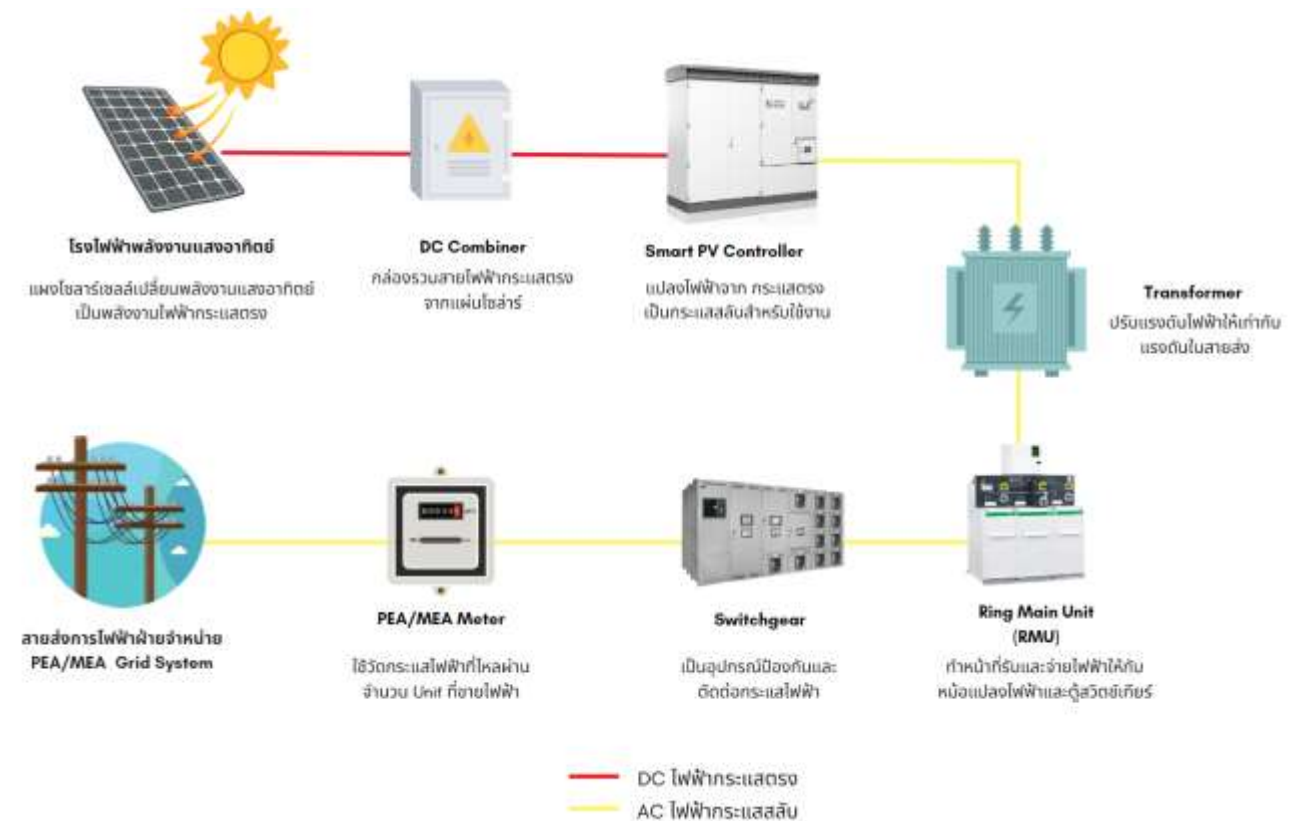 โรงไฟฟ้าพลังงานแสงอาทิตย์
แผงโซลาร์เซลล์เปลี่ยนพลังงานแสงอาทิตย์
เป็นพลังงานไฟฟ้ากระแสตรง
DC Combiner
กล่องรวมสายไฟฟ้ากระแสตรง
จากแผ่นโซล่าร์
Smart PV Controller
แปลงไฟฟ้าจาก กระแสตรง
เป็นกระแสสลับสำหรับใช้งาน
Transformer
ปรับแรงดันไฟฟ้าให้เท่ากับ
แรงดันในสายส่ง
สายส่งการไฟฟ้าฝ่ายจำหน่าย
PEA/MEA Grid System
PEA/MEA Meter
ใช้วัดกระแสไฟฟ้าที่ไหลผ่าน
จำนวน Unit ที่ขายไฟฟ้า
Switchgear
เป็นอุปกรณ์ป้องกันและ
ตัดต่อกระแสไฟฟ้า
Ring Main Unit
(RMU)
ทำหน้าที่รับและจ่ายไฟฟ้าให้กับ
หม้อแปลงไฟฟ้าและตู้สวิตช์เกียร์
DC ไฟฟ้ากระแสตรง
AC ไฟฟ้ากระแสสลับ